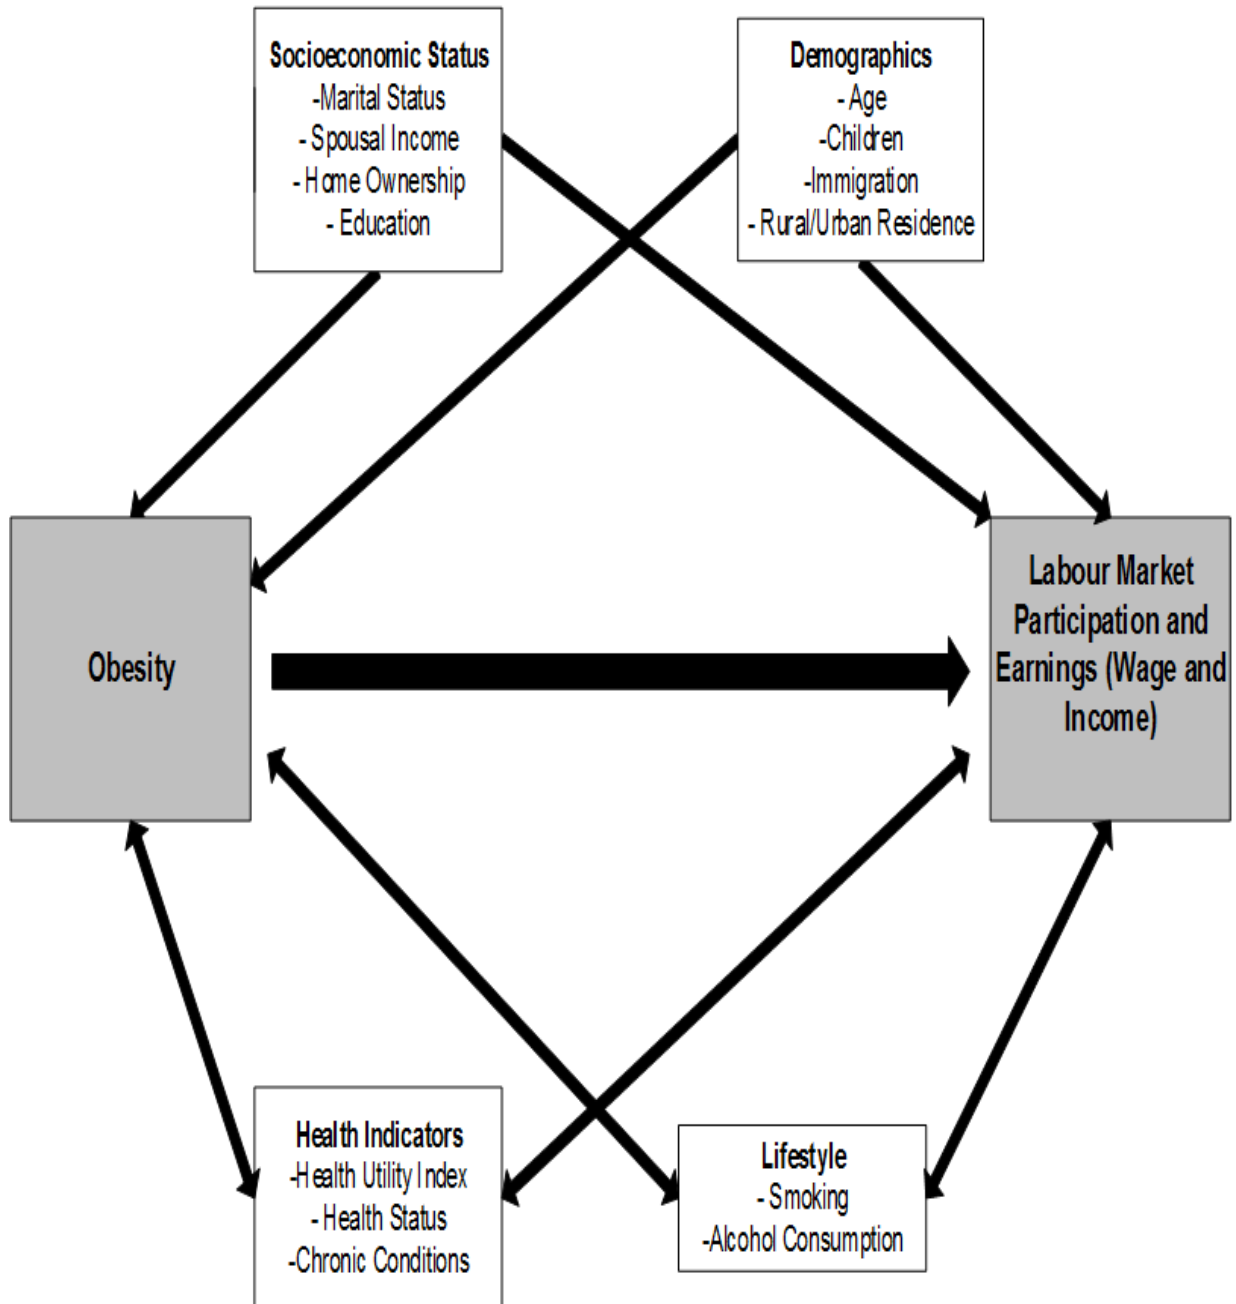 Socioeconomic Status
-Marital Status
- Spousal Income
- Home Ownership
- Education
Demographics
- Age
-Children
-Immigration
- Rural/Urban Residence
Obesity
Labour Market
Participation and
Earnings (Wage and
Income)
Health Indicators
-Health Utility Index
- Health Status
-Chronic Conditions
Lifestyle
- Smoking
-Alcohol Consumption